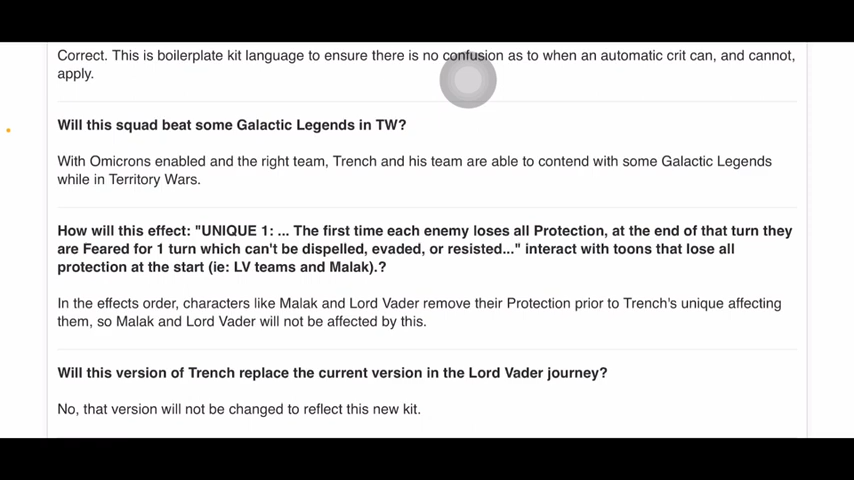 Correct. This is boilerplate kit language to ensure there is no confusion as to when an automatic crit can, and cannot,
apply.
Will this squad beat some Galactic Legends in TW?
With Omicrons enabled and the right team, Trench and his team are able to contend with some Galactic Legends
while in Territory Wars.
How will this effect: "UNIQUE 1: ... The first time each enemy loses all Protection, at the end of that turn they
are Feared for 1 turn which can't be dispelled, evaded, or resisted..." interact with toons that lose all
protection at the start (ie: LV teams and Malak).?
In the effects order, characters like Malak and Lord Vader remove their Protection prior to Trench's unique affecting
them, so Malak and Lord Vader will not be affected by this.
Will this version of Trench replace the current version in the Lord Vader journey?
No, that version will not be changed to reflect this new kit.